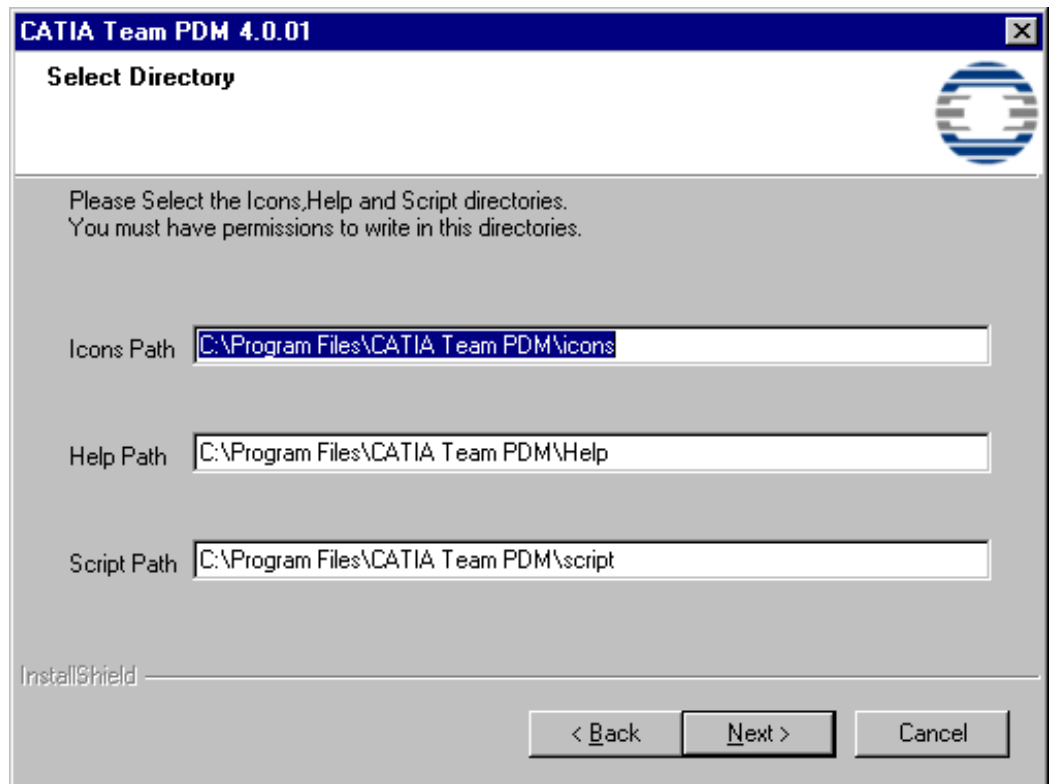 CATIA Team PDM 4.0.01
Select Directory
Please Select the Icons,Help and Script directories.
You must have permissions to write in this directories.
Icons Path C:\Program Files\CATIA Team PDM\icons
Help Path C:\Program Files\CATIA Team PDM\Help
Script Path C:\Program Files\CATIA Team PDM\script
InstallShield
< Back Next > Cancel